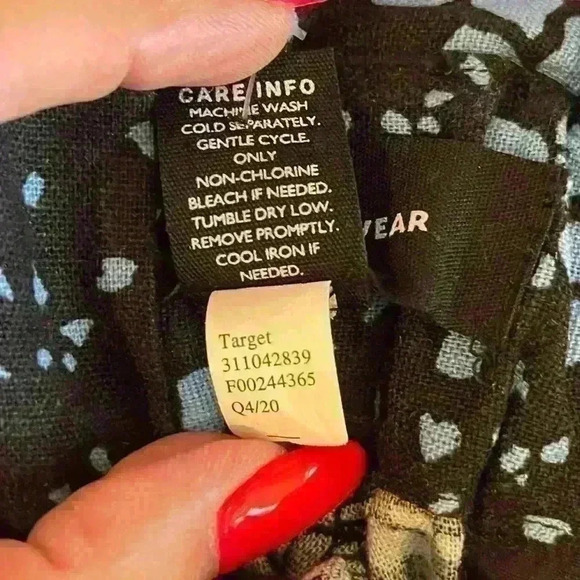 CARE INFO
MACHINE WASH
COLD SEPARATELY.
GENTLE CYCLE.
ONLY
NON-CHLORINE
BLEACH IF NEEDED.
TUMBLE DRY LOW.
REMOVE PROMPTLY.
COOL IRON IF
NEEDED.
WEAR
Target
311042839
F00244365
Q4/20